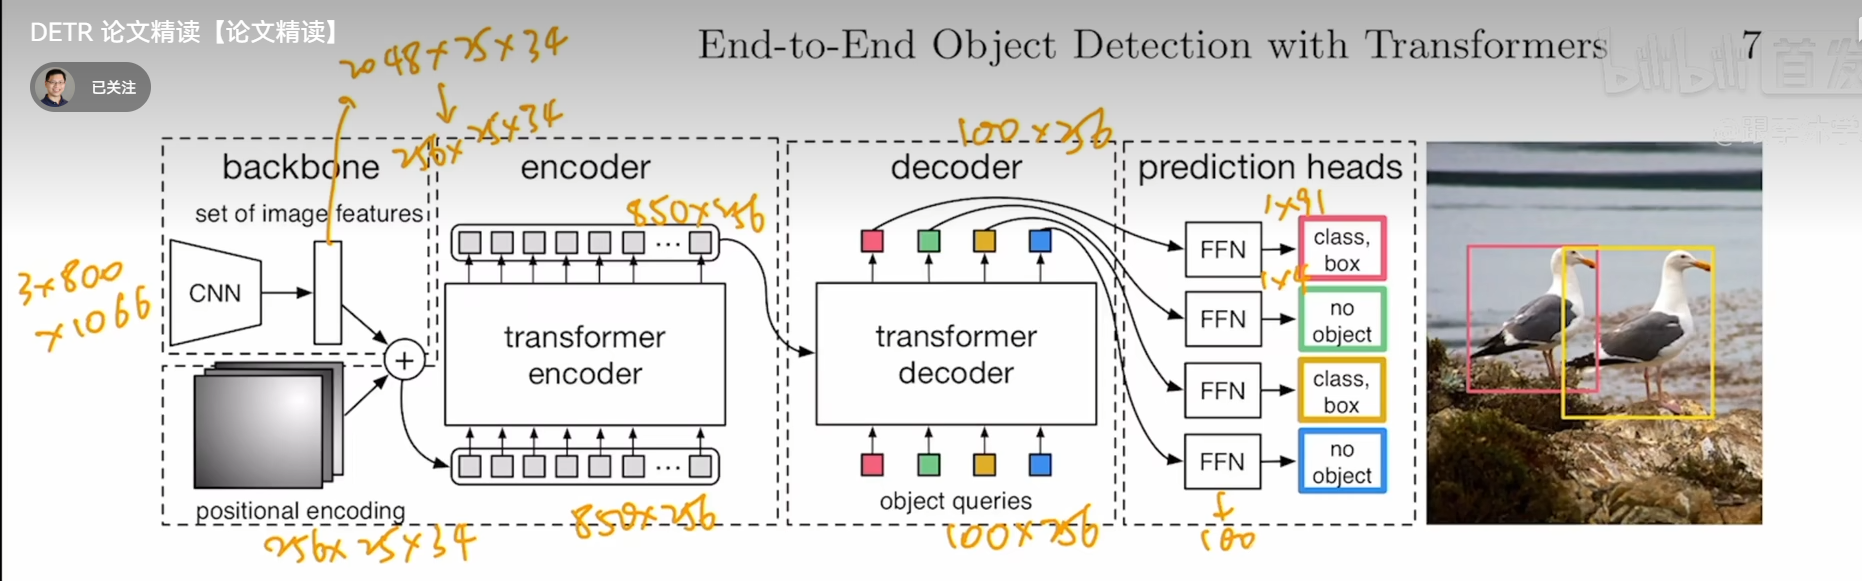 DETR 论文精读【论文精读】
已关注
End-to-End Object Detection with Transformers
7
bilibili 首发
2048×25×34
256×25×34
100×256
backbone
encoder
decoder
prediction heads
set of image features
850×256
1×91
FFN
class,
box
3×800
×1066
CNN
1×4
FFN
no
object
transformer
encoder
transformer
decoder
FFN
class,
box
FFN
no
object
object queries
positional encoding
256×25×34
850×256
100×256
100